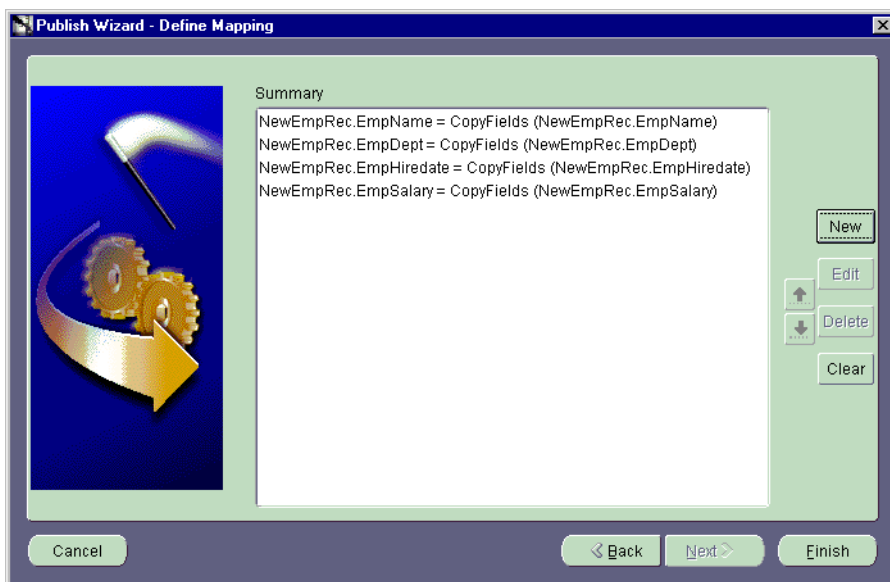 Publish Wizard - Define Mapping
Summary
NewEmpRec.EmpName = CopyFields (NewEmpRec.EmpName)
NewEmpRec.EmpDept = CopyFields (NewEmpRec.EmpDept)
NewEmpRec.EmpHiredate = CopyFields (NewEmpRec.EmpHiredate)
NewEmpRec.EmpSalary = CopyFields (NewEmpRec.EmpSalary)
New
Edit
Delete
Clear
Cancel
Back
Next
Finish